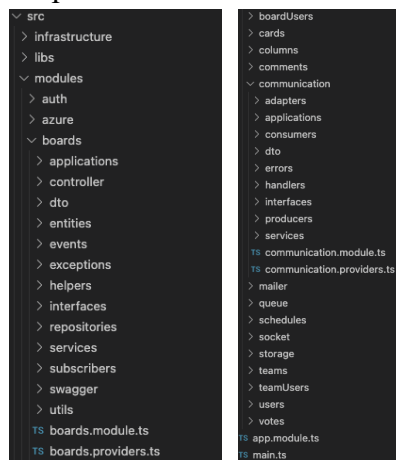 src
infrastructure
libs
modules
auth
azure
boards
applications
controller
dto
entities
events
exceptions
helpers
interfaces
repositories
services
subscribers
swagger
utils
TS boards.module.ts
TS boards.providers.ts
boardUsers
cards
columns
comments
communication
adapters
applications
consumers
dto
errors
handlers
interfaces
producers
services
TS communication.module.ts
TS communication.providers.ts
mailer
queue
schedules
socket
storage
teams
teamUsers
users
votes
TS app.module.ts
TS main.ts